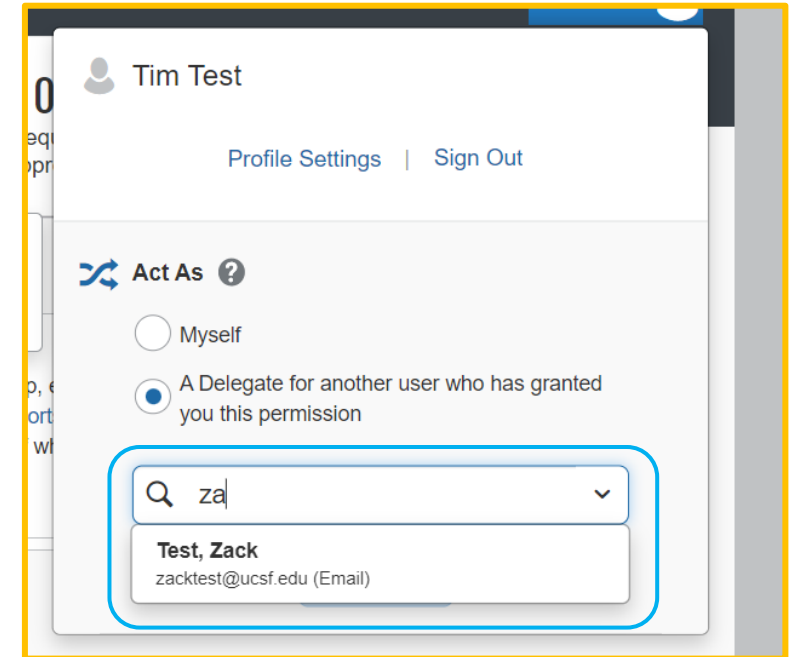 Tim Test
Profile Settings | Sign Out
Act As ?
Myself
A Delegate for another user who has granted
you this permission
za
Test, Zack
zacktest@ucsf.edu (Email)